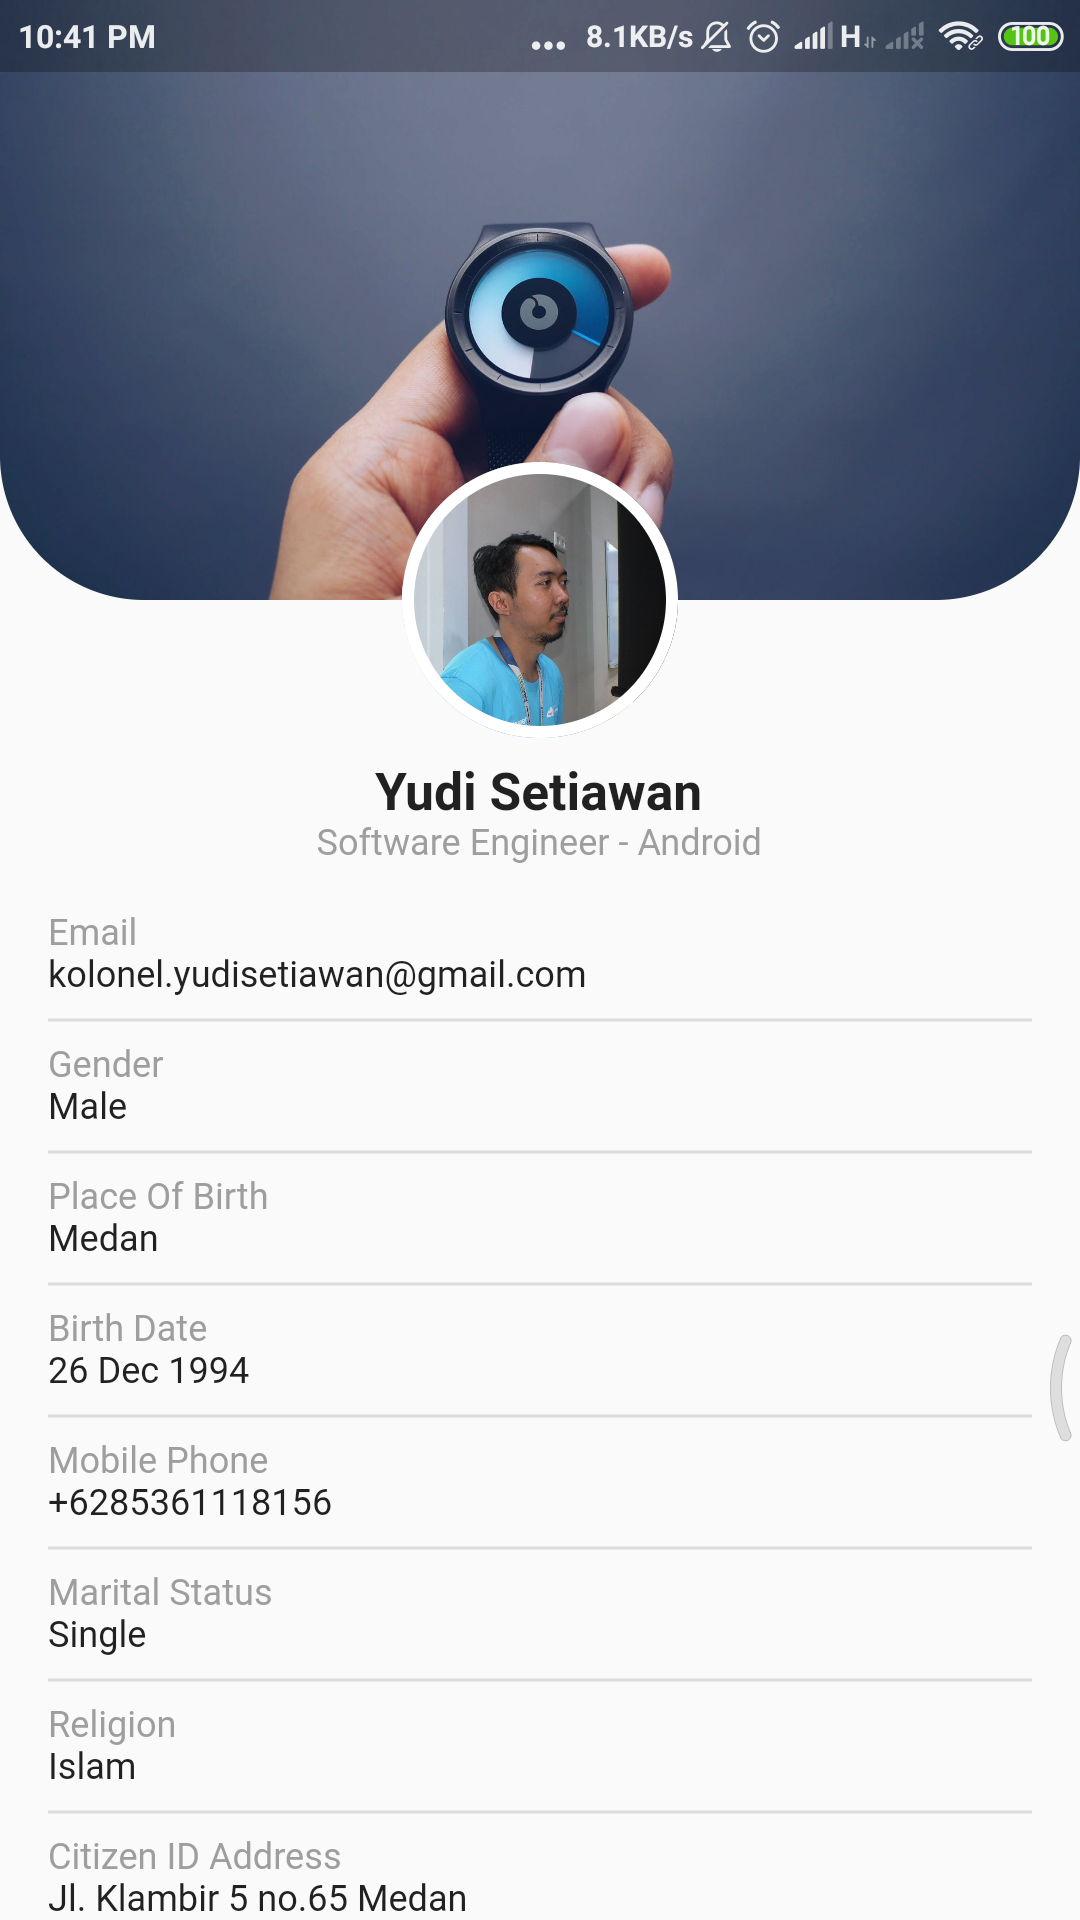 10:41 PM ... 8.1KB/s H 100
Yudi Setiawan
Software Engineer - Android
Email
kolonel.yudisetiawan@gmail.com
Gender
Male
Place Of Birth
Medan
Birth Date
26 Dec 1994
Mobile Phone
+6285361118156
Marital Status
Single
Religion
Islam
Citizen ID Address
Jl. Klambir 5 no.65 Medan